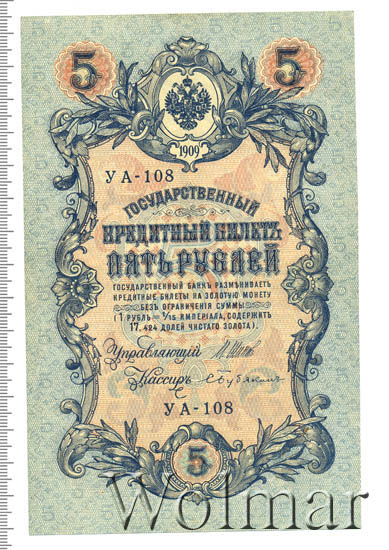 5 5
1909
УА-108
ГОСУДАРСТВЕННЫЙ
КРЕДИТНЫЙ БИЛЕТЪ
ПЯТЬ РУБЛЕЙ
ГОСУДАРСТВЕННЫЙ БАНКЪ РАЗМѢНИВАЕТЪ
КРЕДИТНЫЕ БИЛЕТЫ НА ЗОЛОТУЮ МОНЕТУ
БЕЗЪ ОГРАНИЧЕНІЯ СУММЫ
(1 РУБЛЬ = 1/15 ИМПЕРІАЛА, СОДЕРЖИТЪ
17,424 ДОЛЕЙ ЧИСТАГО ЗОЛОТА).
Управляющій
Кассиръ
УА-108
5
Wolmar